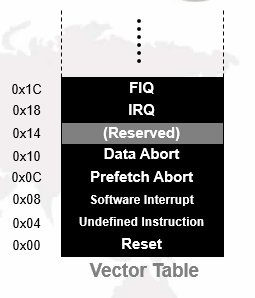 0x1C FIQ
0x18 IRQ
0x14 (Reserved)
0x10 Data Abort
0x0C Prefetch Abort
0x08 Software Interrupt
0x04 Undefined Instruction
0x00 Reset
Vector Table